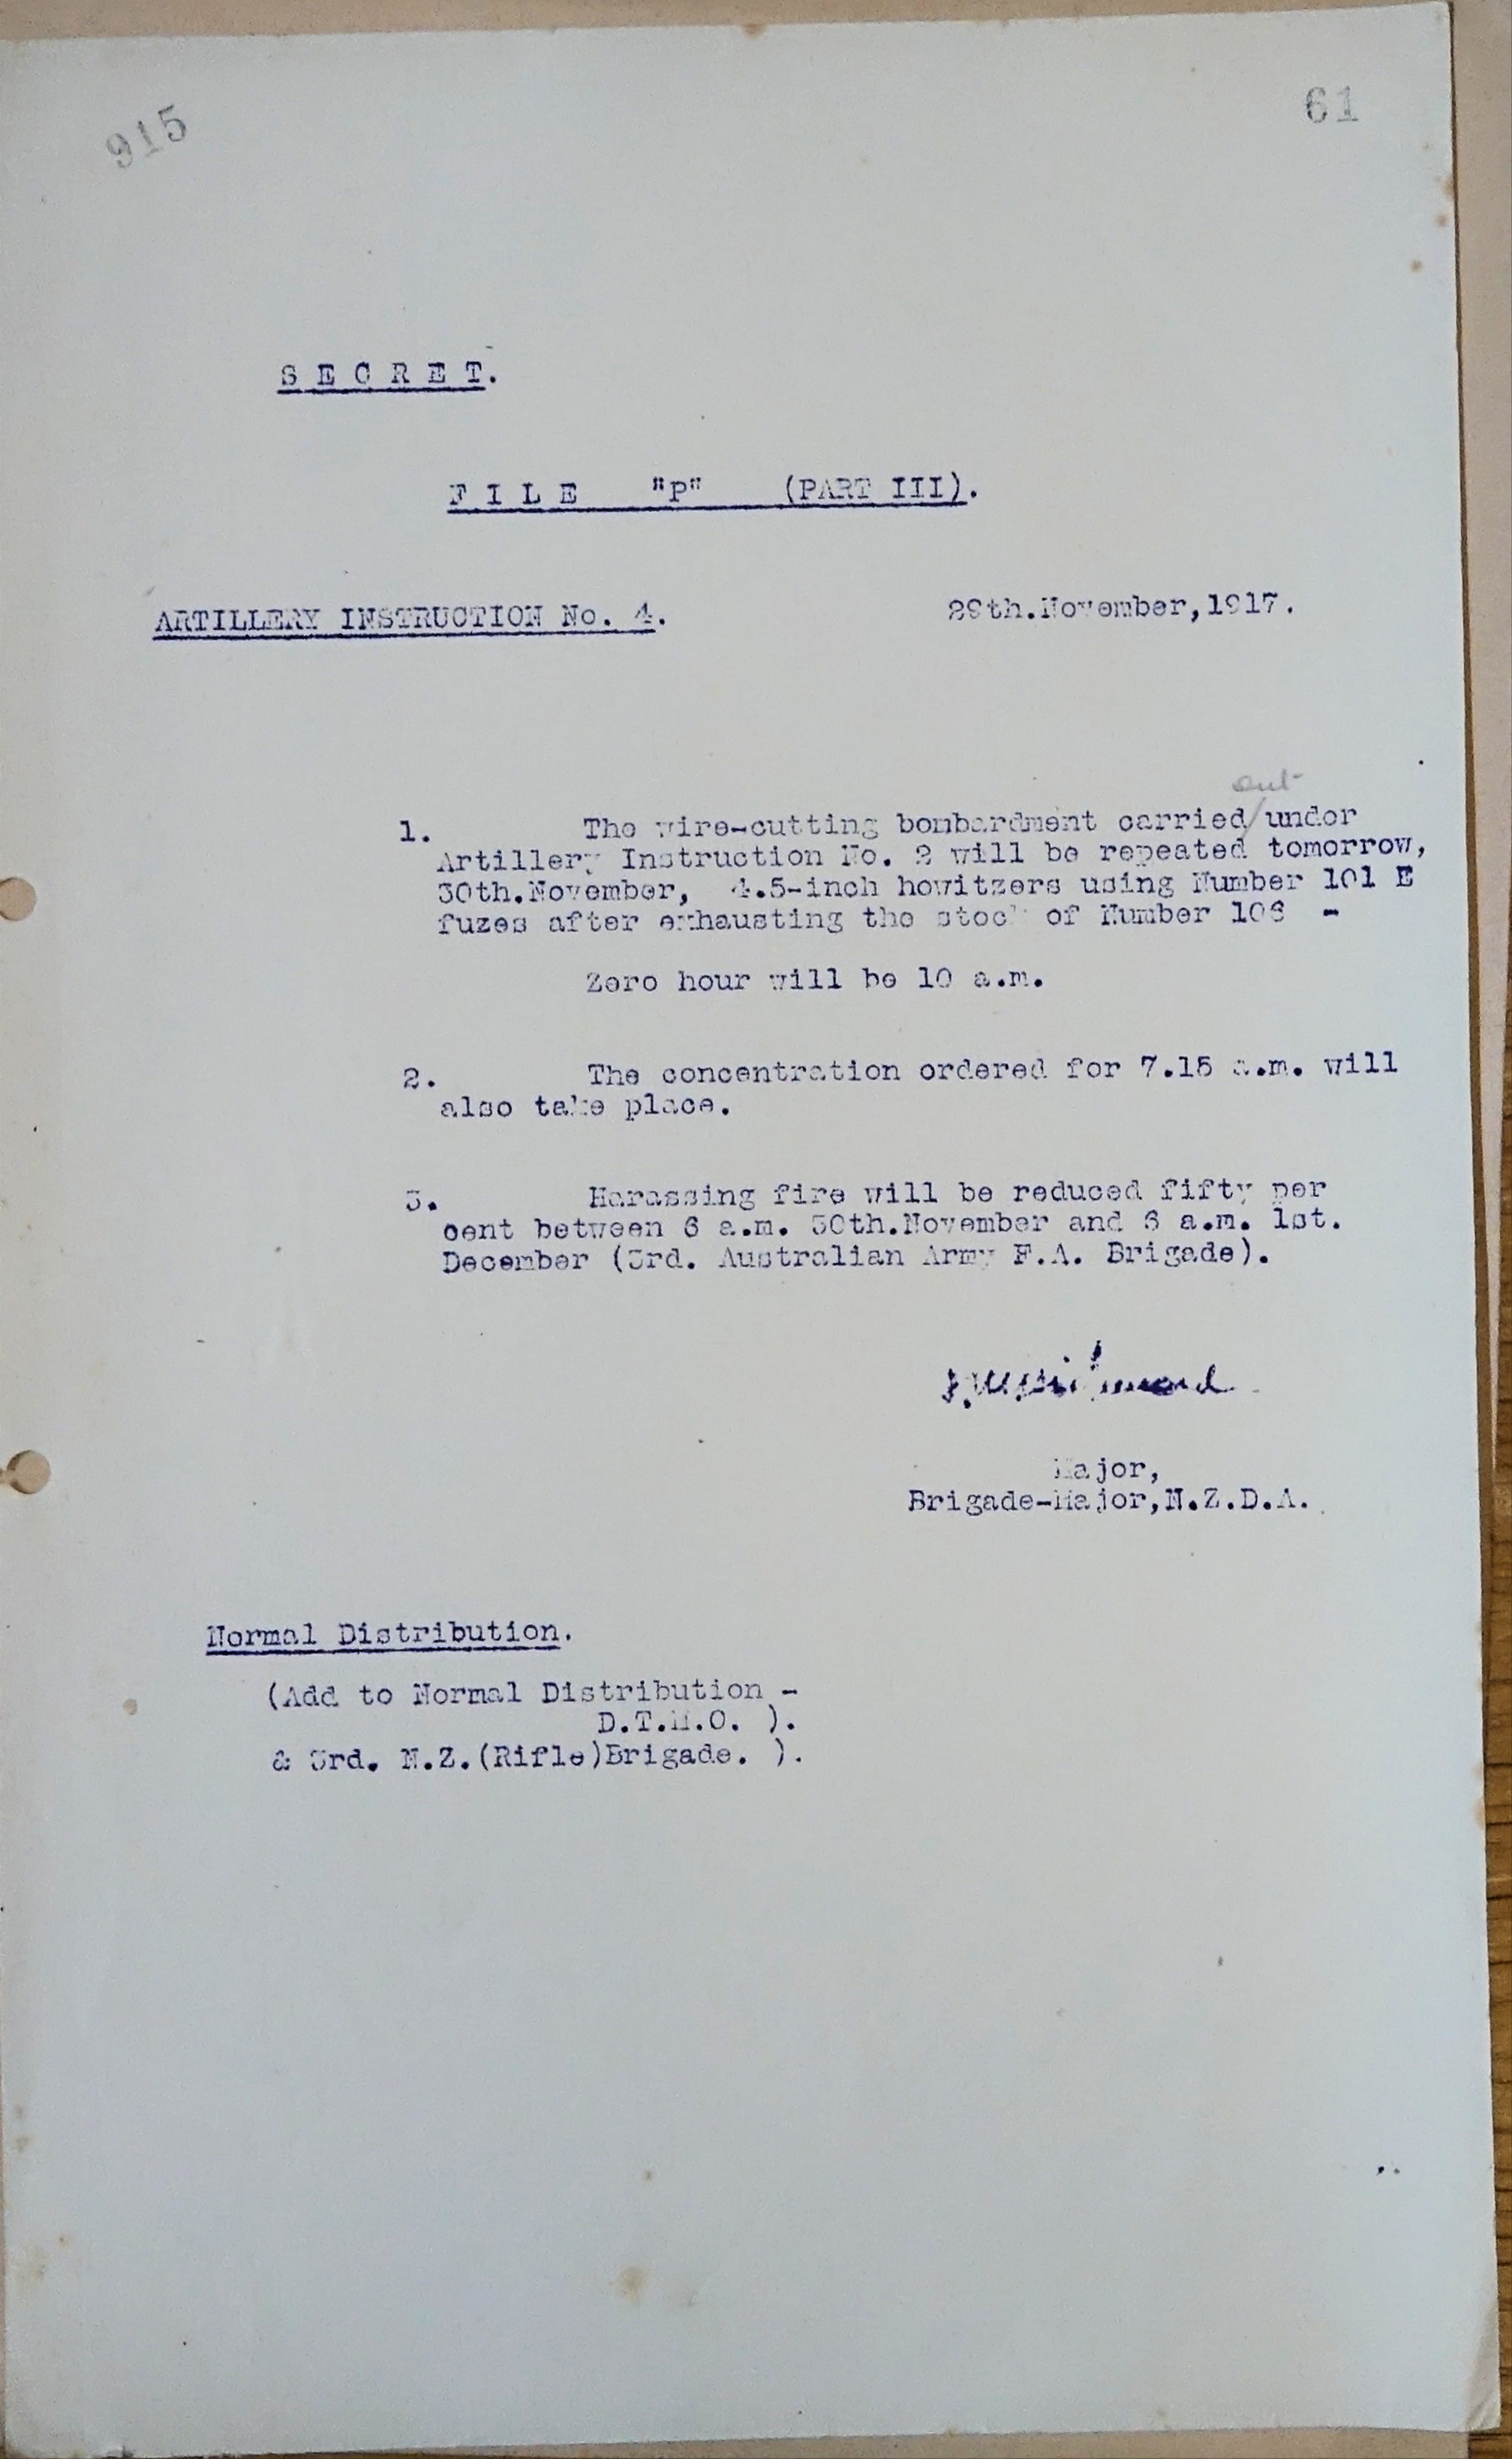 915
61
S E C R E T.
F I L E "P" (PART III).
ARTILLERY INSTRUCTION No. 4.
29th.November,1917.
out
1. The wire-cutting bombardment carried/under
Artillery Instruction No. 2 will be repeated tomorrow,
30th.November, 4.5-inch howitzers using Number 101 E
fuzes after exhausting the stock of Number 106 -
Zero hour will be 10 a.m.
2. The concentration ordered for 7.15 a.m. will
also take place.
3. Harassing fire will be reduced fifty per
cent between 6 a.m. 30th.November and 6 a.m. 1st.
December (3rd. Australian Army F.A. Brigade).
Major,
Brigade-Major,N.Z.D.A.
Normal Distribution.
(Add to Normal Distribution -
D.T.M.O. ).
& 3rd. N.Z.(Rifle)Brigade. ).